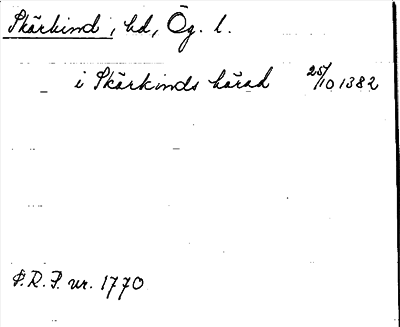 Skärkind, hd, Ög. l.
i Skärkinds härad 25/10 1382
S.R.P. nr. 1770